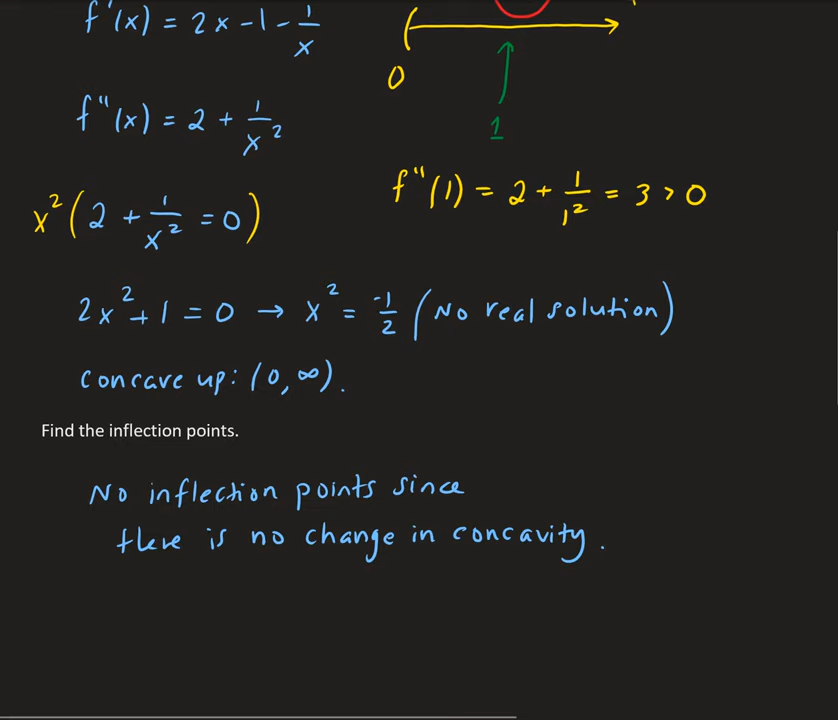 f'(x) = 2x - 1 - 1/x
0
1
f"(x) = 2 + 1/x²
f"(1) = 2 + 1/1² = 3 > 0
x²(2 + 1/x² = 0)
2x² + 1 = 0 → x² = -1/2 (No real solution)
concave up: (0, ∞).
Find the inflection points.
No inflection points since
there is no change in concavity.